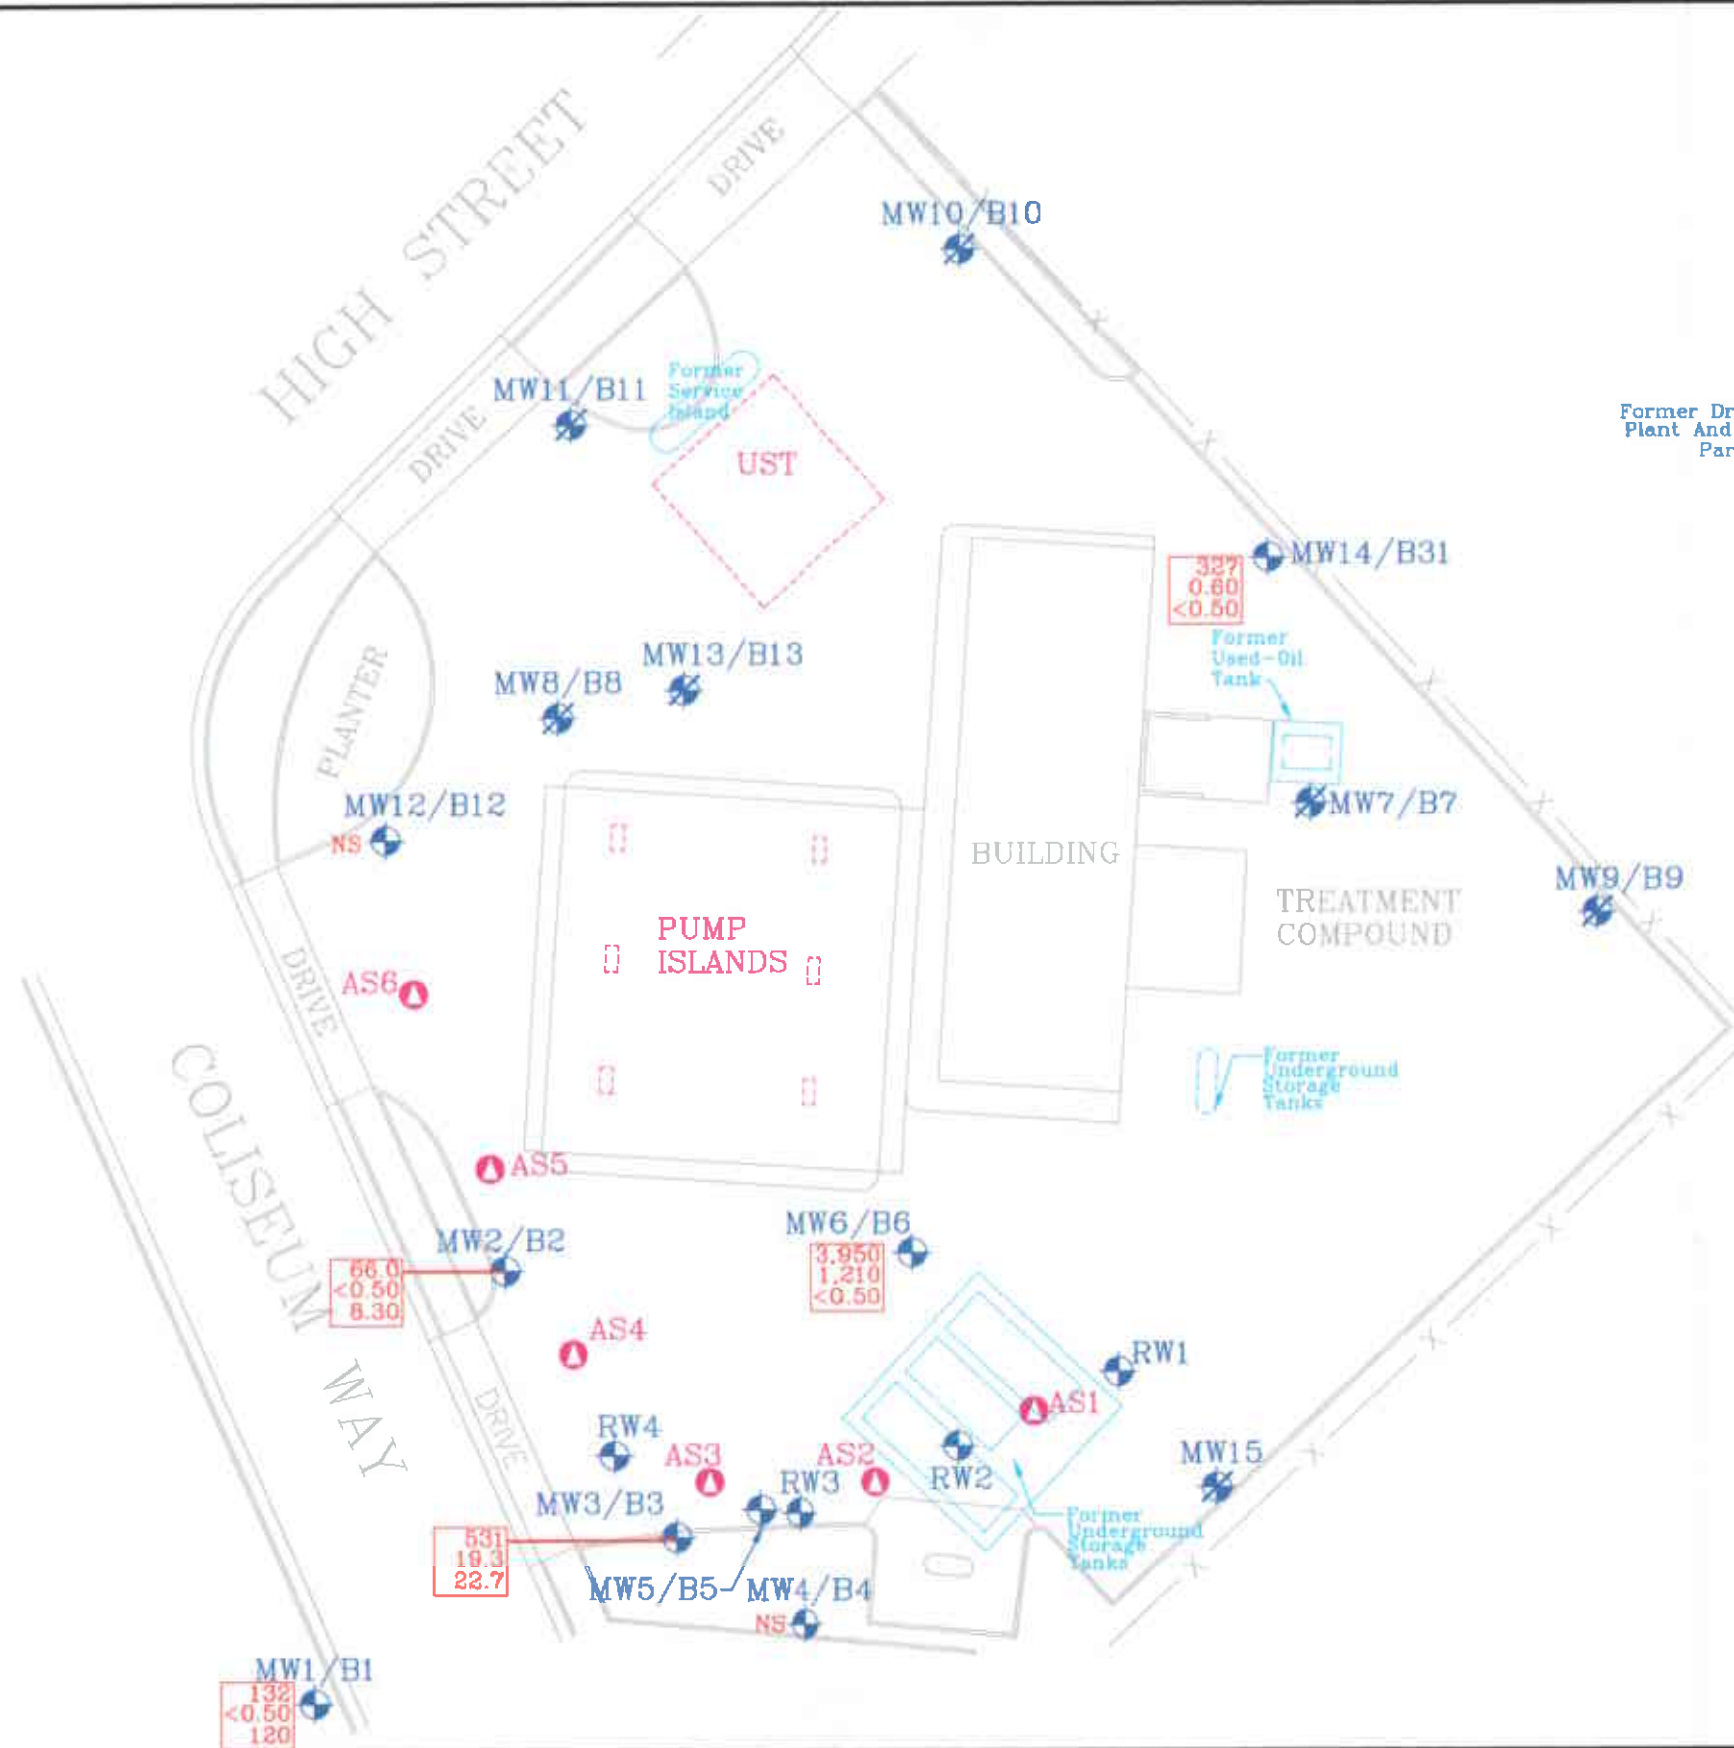 HIGH STREET
DRIVE
MW10/B10
DRIVE
MW11/B11
Former
Service
Island
UST
Former Dr
Plant And
Par
MW14/B31
327
0.60
<0.50
Former
Used-Oil
Tank
MW13/B13
MW8/B8
PLANTER
MW12/B12
NS
MW7/B7
BUILDING
MW9/B9
TREATMENT
COMPOUND
PUMP
ISLANDS
AS6
DRIVE
COLISEUM WAY
Former
Underground
Storage
Tanks
AS5
MW2/B2
66.0
<0.50
8.30
MW6/B6
3,950
1,210
<0.50
AS4
RW1
AS1
DRIVE
RW4
AS3
AS2
RW3
RW2
MW15
MW3/B3
531
19.3
22.7
Former
Underground
Storage
Tanks
MW5/B5
MW4/B4
NS
MW1/B1
132
<0.50
120